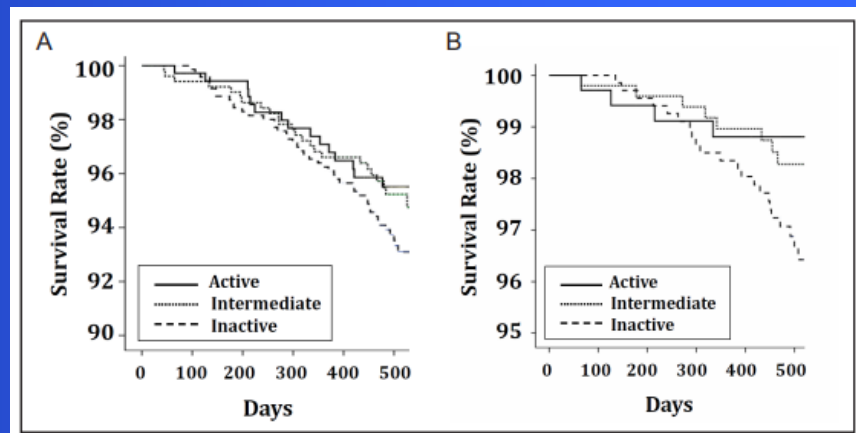 A
Survival Rate (%)
100
98
96
94
92
90
Active
Intermediate
Inactive
0 100 200 300 400 500
Days
B
Survival Rate (%)
100
99
98
97
96
95
Active
Intermediate
Inactive
0 100 200 300 400 500
Days